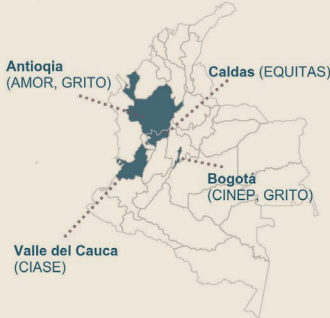 Antioqia
(AMOR, GRITO)
Caldas (EQUITAS)
Bogotá
(CINEP, GRITO)
Valle del Cauca
(CIASE)